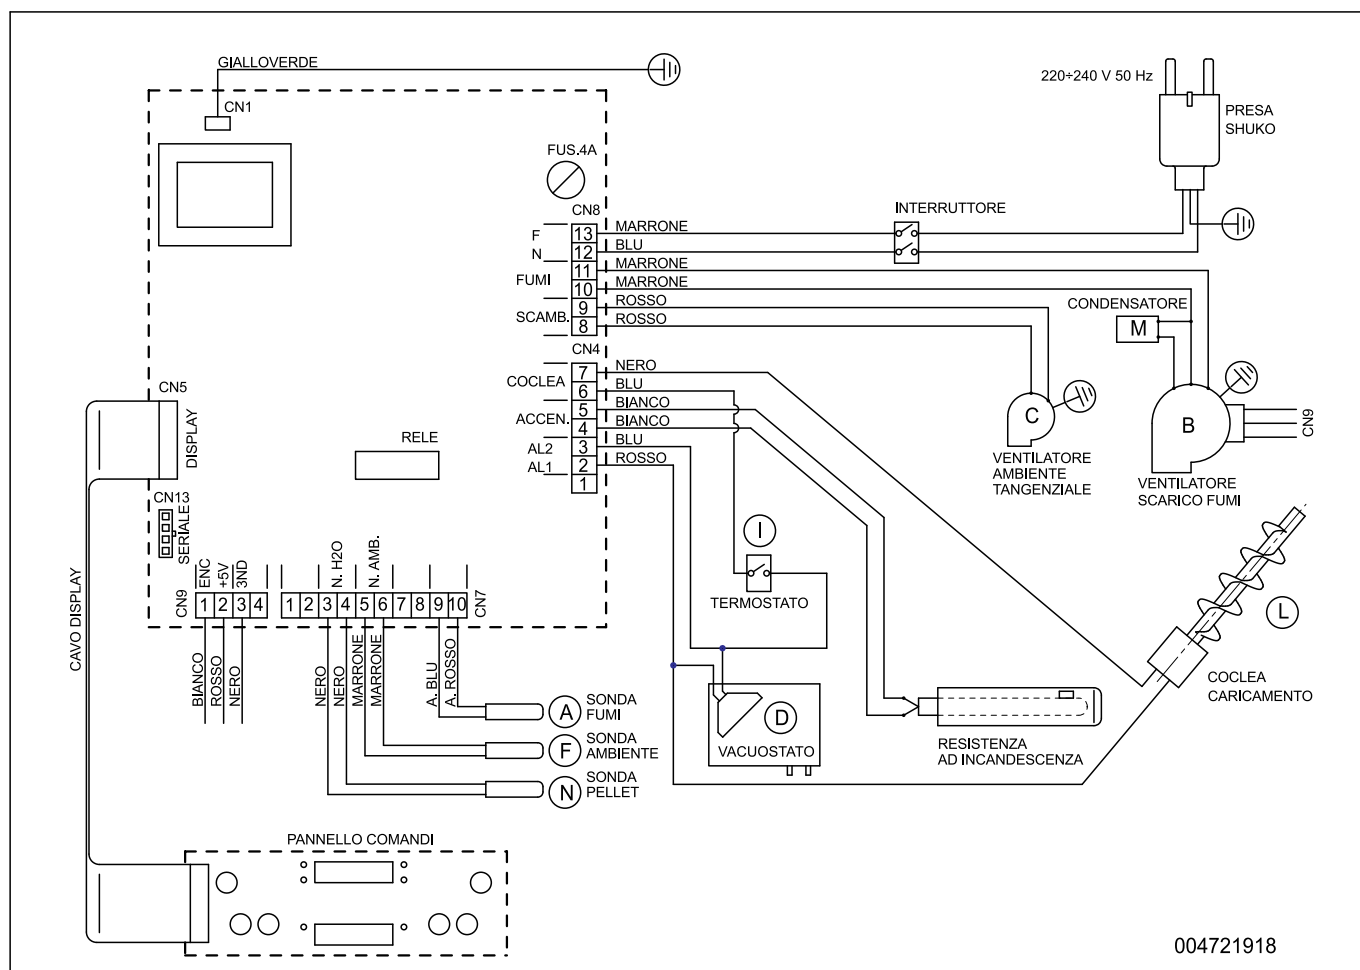 GIALLOVERDE
CN1
220÷240 V 50 Hz
PRESA
SHUKO
FUS.4A
CN8
INTERRUTTORE
F
13
MARRONE
N
12
BLU
FUMI
11
MARRONE
10
MARRONE
SCAMB.
9
ROSSO
8
ROSSO
CONDENSATORE
M
CN4
COCLEA
7
NERO
6
BLU
ACCEN.
5
BIANCO
4
BIANCO
AL2
3
BLU
AL1
2
ROSSO
1
C
VENTILATORE
AMBIENTE
TANGENZIALE
B
CN9
VENTILATORE
SCARICO FUMI
CN5
DISPLAY
RELE
CN13
SERIALE
CAVO DISPLAY
I
TERMOSTATO
L
COCLEA
CARICAMENTO
ENC
+5V
3ND
N. H2O
N. AMB.
CN9
1 2 3 4
1 2 3 4 5 6 7 8 9 10
CN7
BIANCO
ROSSO
NERO
NERO
NERO
MARRONE
MARRONE
A. BLU
A. ROSSO
A
SONDA
FUMI
F
SONDA
AMBIENTE
N
SONDA
PELLET
D
VACUOSTATO
RESISTENZA
AD INCANDESCENZA
PANNELLO COMANDI
004721918